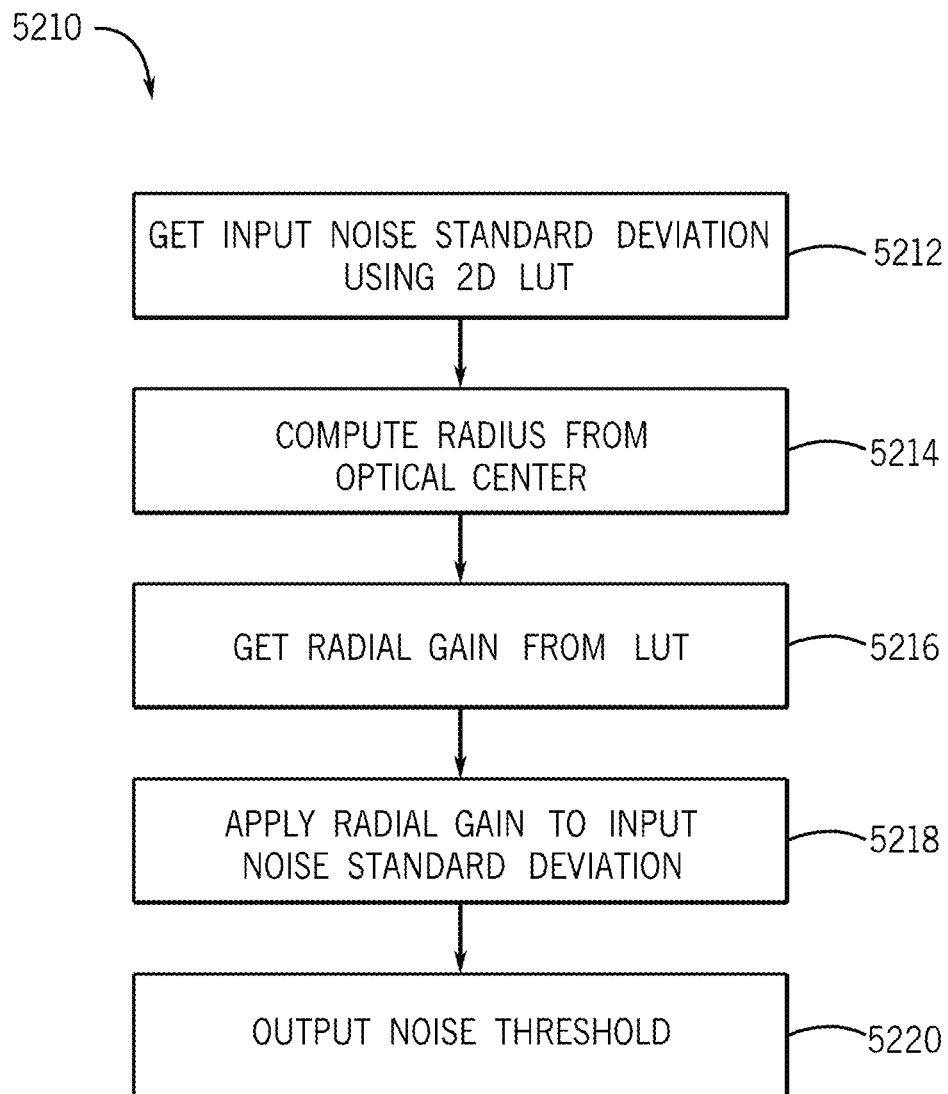 5210
GET INPUT NOISE STANDARD DEVIATION
USING 2D LUT
5212
COMPUTE RADIUS FROM
OPTICAL CENTER
5214
GET RADIAL GAIN FROM LUT
5216
APPLY RADIAL GAIN TO INPUT
NOISE STANDARD DEVIATION
5218
OUTPUT NOISE THRESHOLD
5220